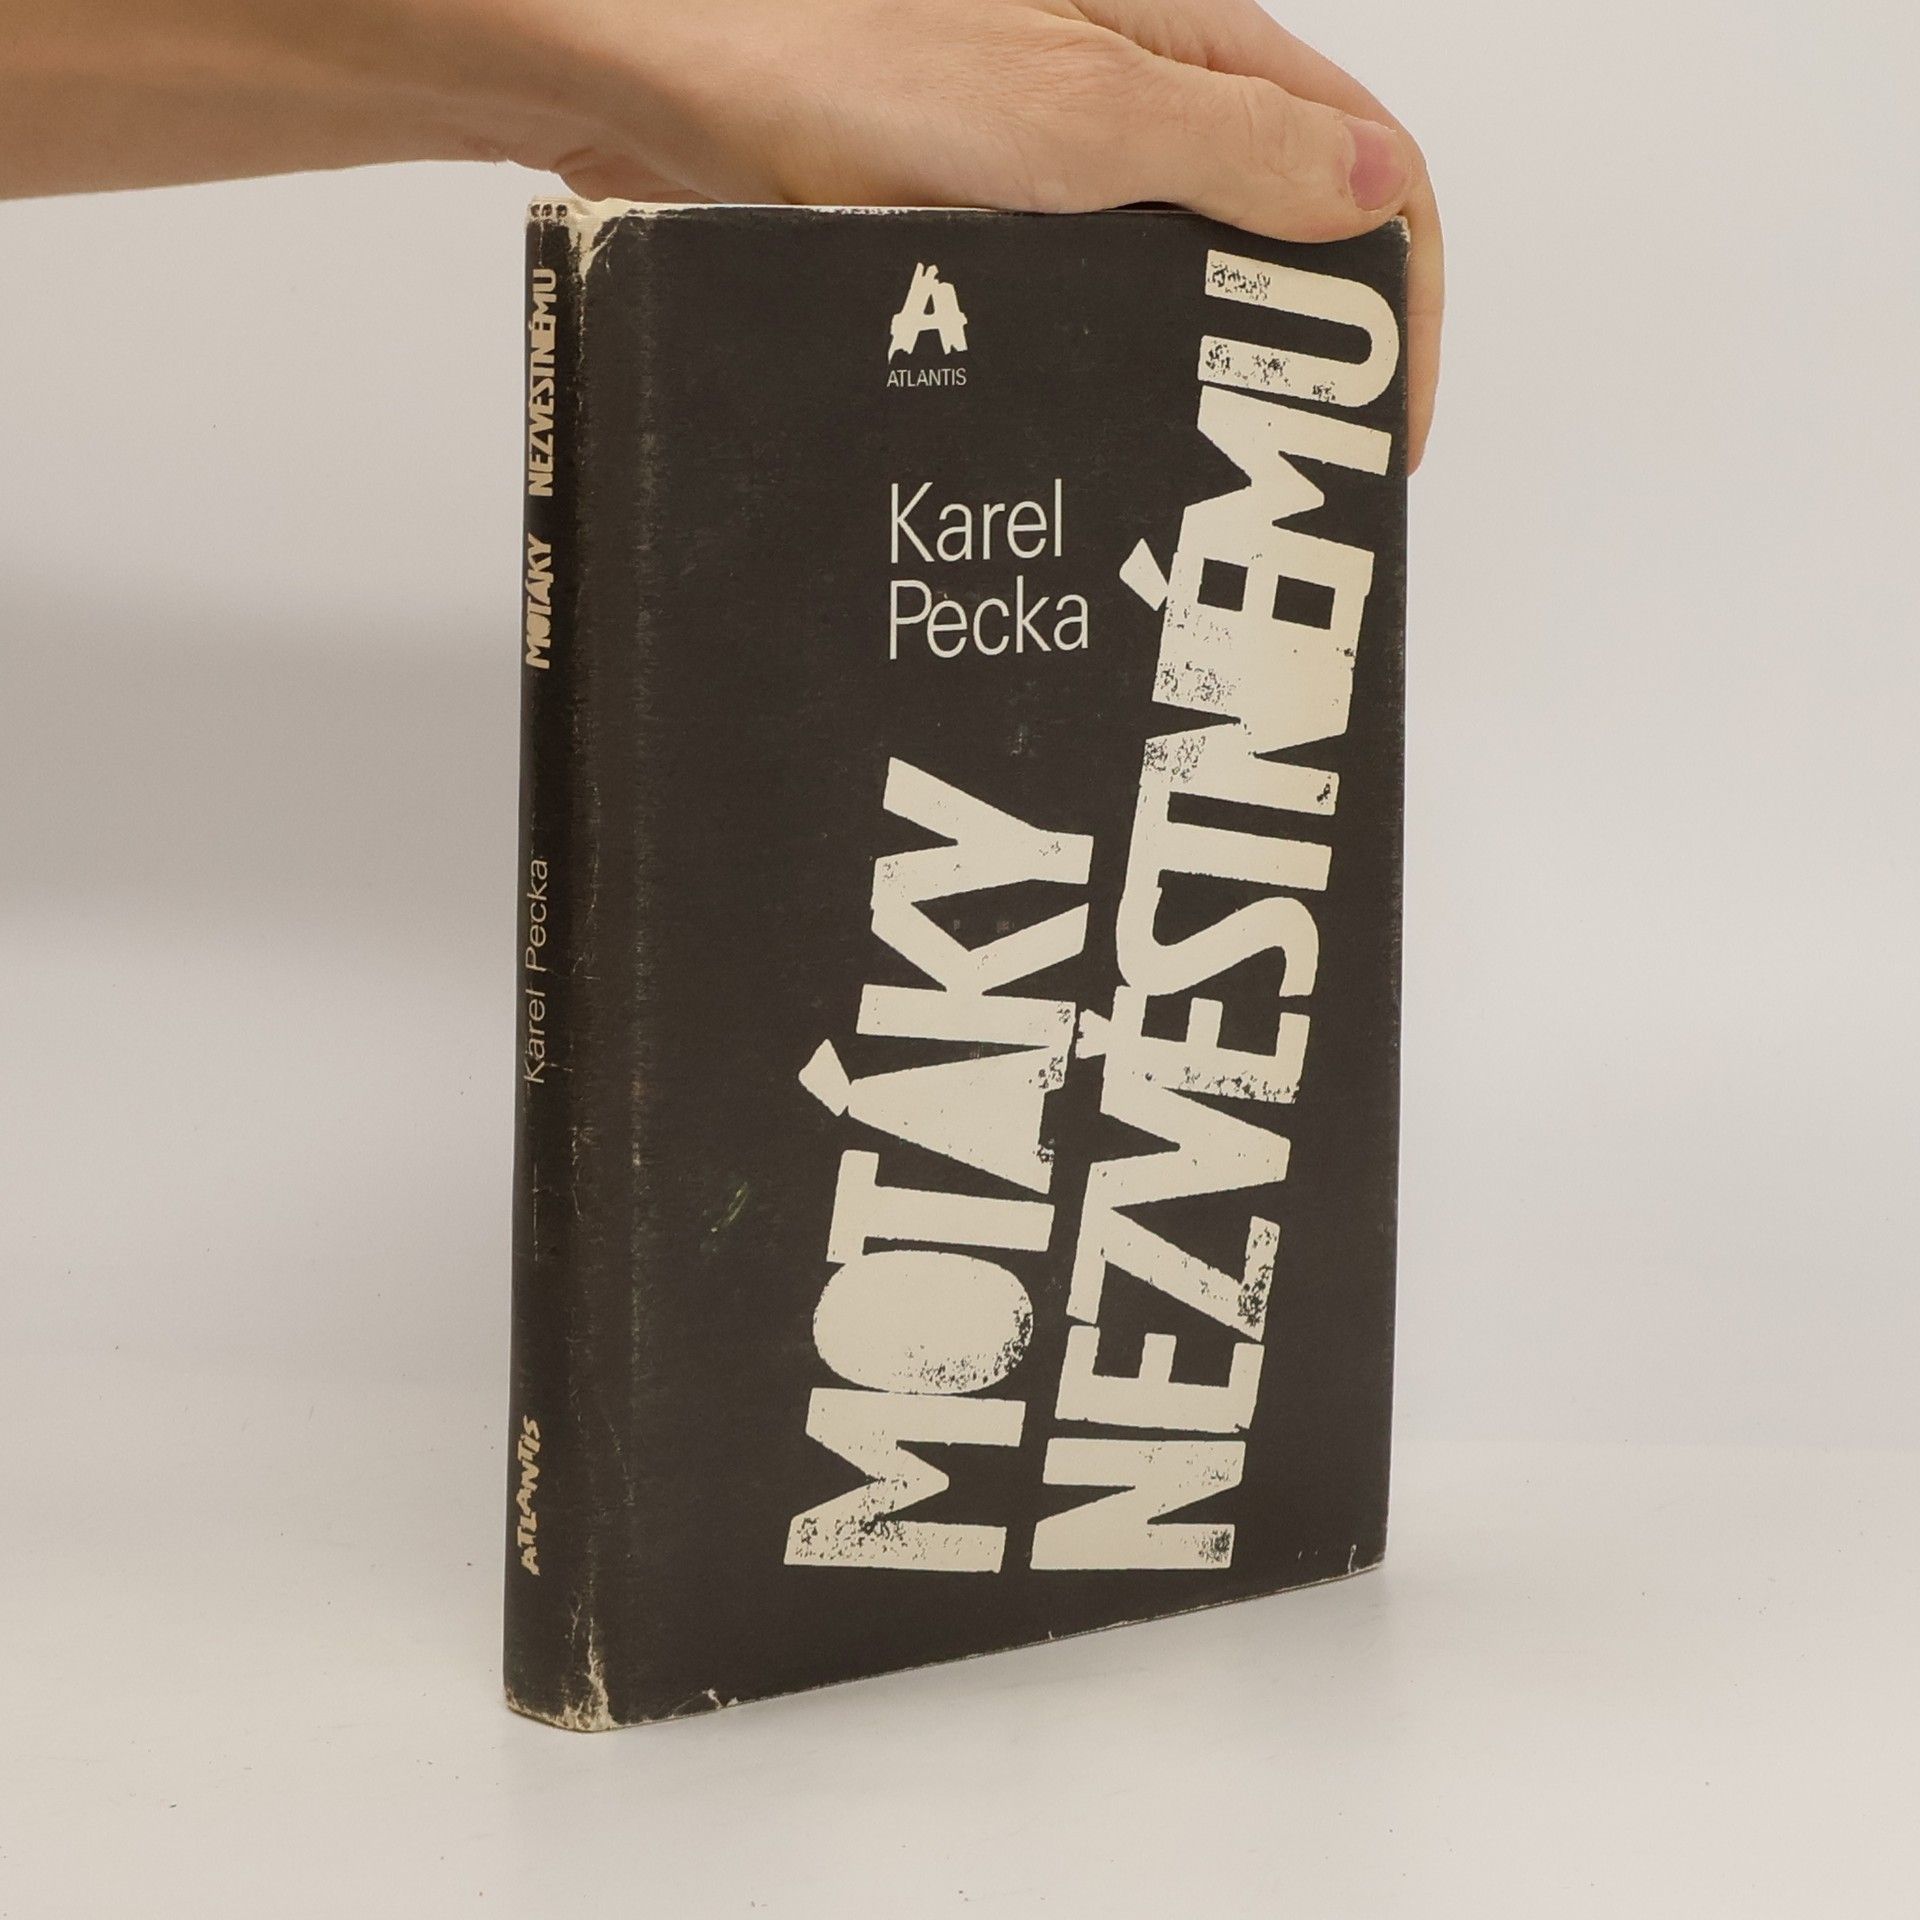 MOTÁKY NEZVĚSTNÉMU
Karel Pecka
ATLANTIS
ATLANTIS
Karel
Pecka
MOTÁKY
NEZVĚSTNÉMU